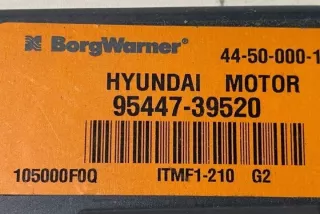 BorgWarner®
44-50-000-1
HYUNDAI MOTOR
95447-39520
105000F0Q ITMF1-210 G2